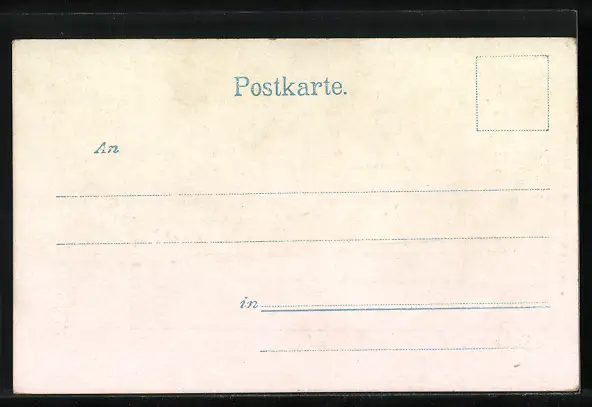 Postkarte.
An
in